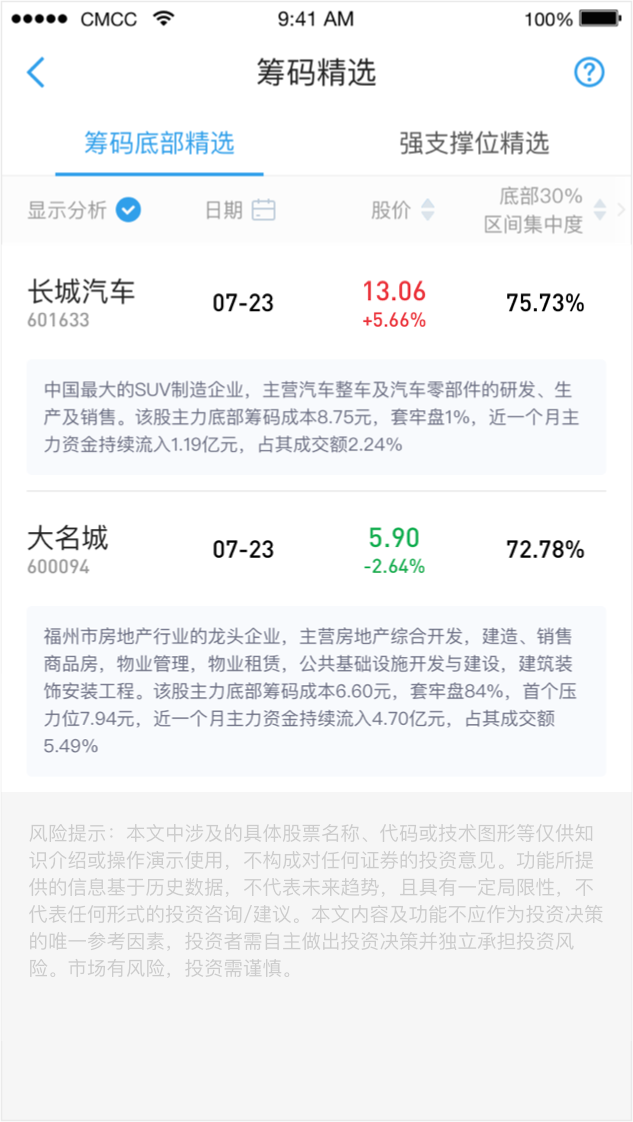 CMCC 9:41 AM 100%
筹码精选
筹码底部精选 强支撑位精选
显示分析 日期 股价 底部30%
区间集中度
长城汽车 07-23 13.06 75.73%
601633 +5.66%
中国最大的SUV制造企业，主营汽车整车及汽车零部件的研发、生
产及销售。该股主力底部筹码成本8.75元，套牢盘1%，近一个月主
力资金持续流入1.19亿元，占其成交额2.24%
大名城 07-23 5.90 72.78%
600094 -2.64%
福州市房地产行业的龙头企业，主营房地产综合开发，建造、销售
商品房，物业管理，物业租赁，公共基础设施开发与建设，建筑装
饰安装工程。该股主力底部筹码成本6.60元，套牢盘84%，首个压
力位7.94元，近一个月主力资金持续流入4.70亿元，占其成交额
5.49%
风险提示：本文中涉及的具体股票名称、代码或技术图形等仅供知
识介绍或操作演示使用，不构成对任何证券的投资意见。功能所提
供的信息基于历史数据，不代表未来趋势，且具有一定局限性，不
代表任何形式的投资咨询/建议。本文内容及功能不应作为投资决策
的唯一参考因素，投资者需自主做出投资决策并独立承担投资风
险。市场有风险，投资需谨慎。